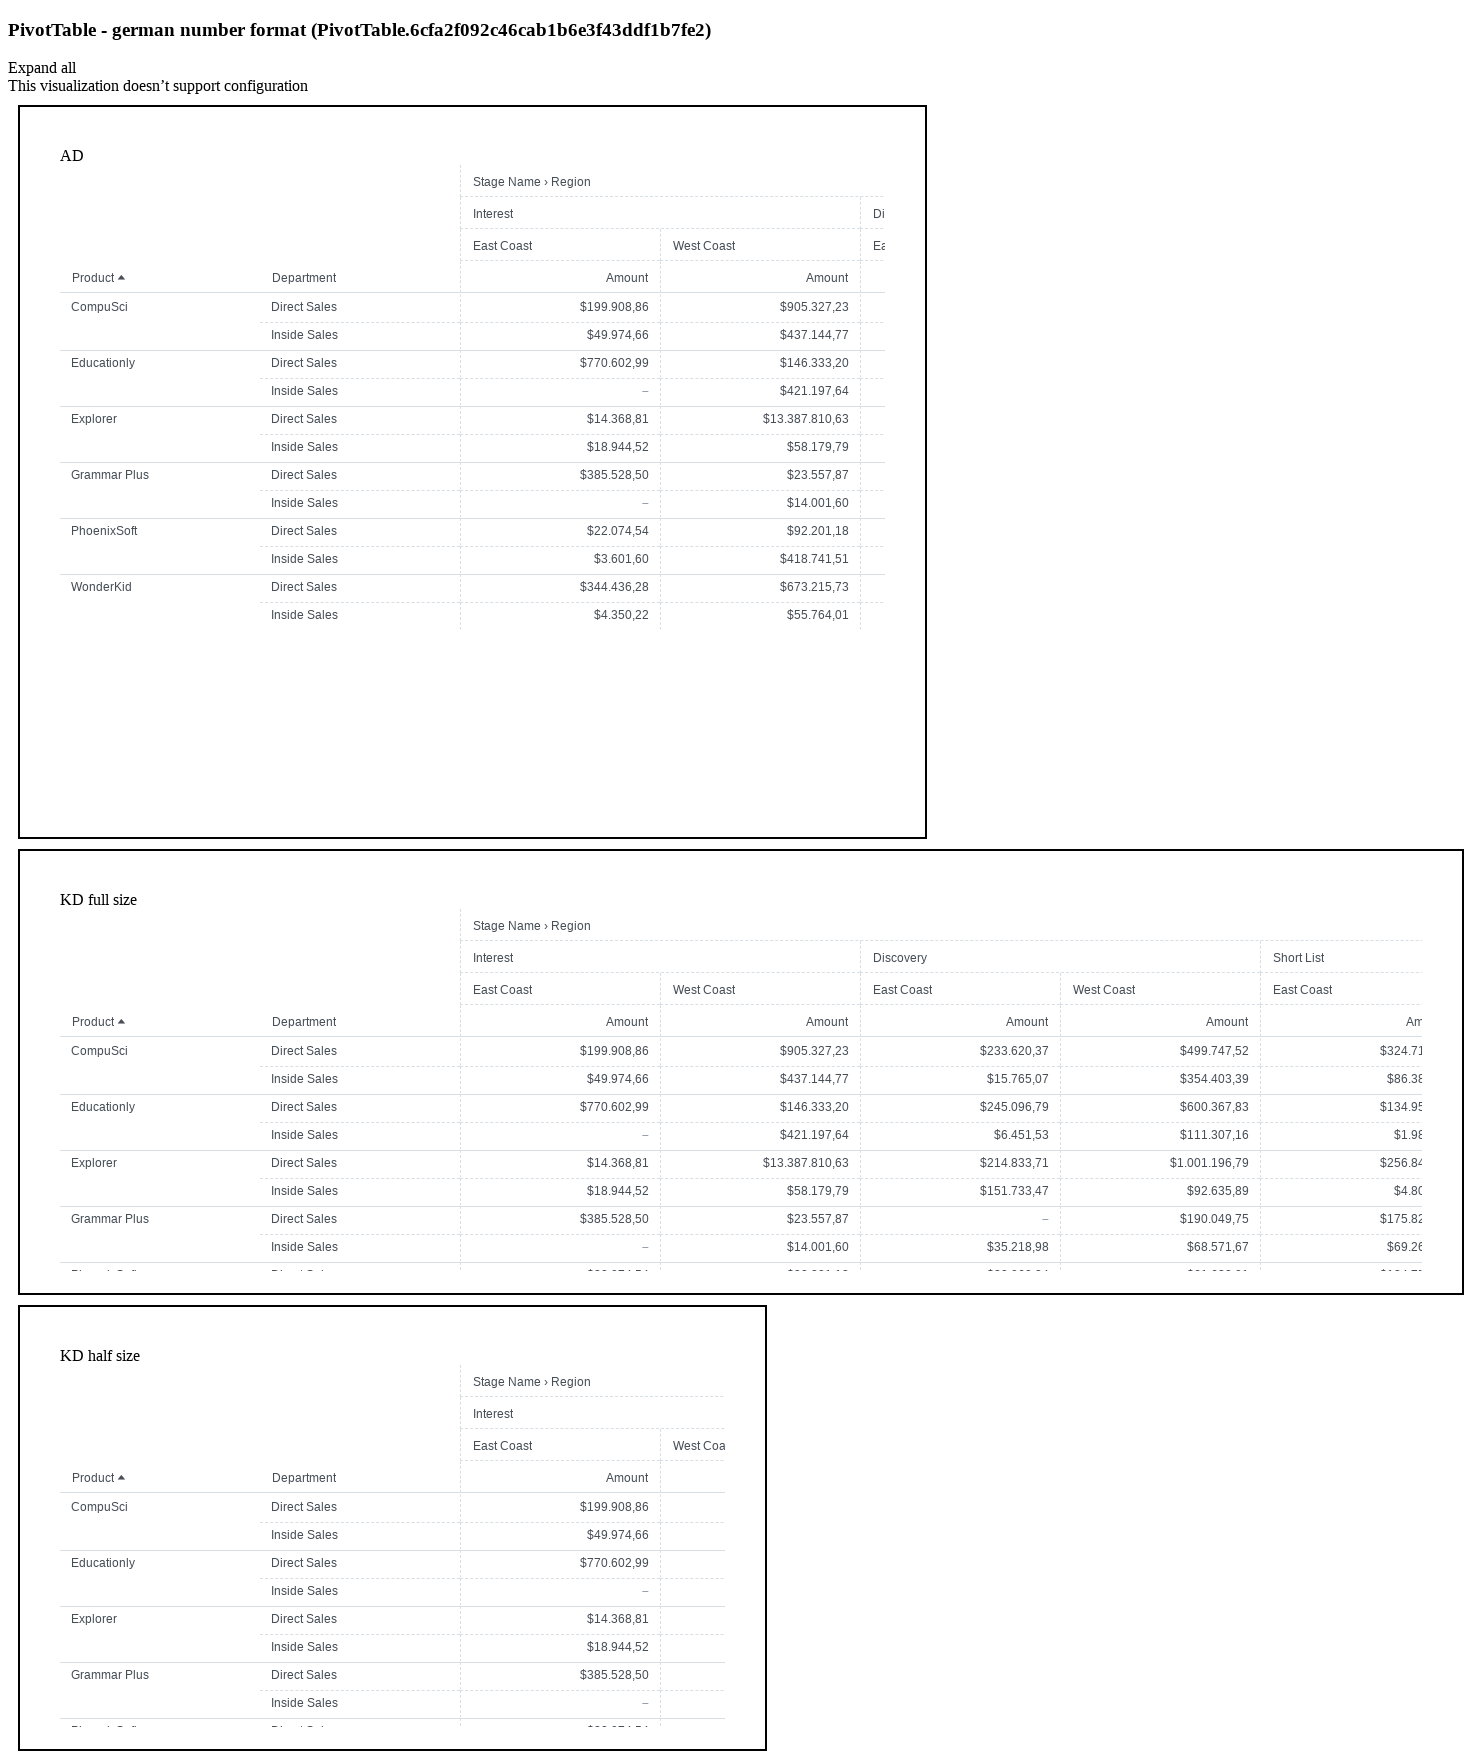 PivotTable - german number format (PivotTable.6cfa2f092c46cab1b6e3f43ddf1b7fe2)
Expand all
This visualization doesn’t support configuration
AD
Stage Name › Region
Interest Di
East Coast West Coast Ea
Product Department Amount Amount
CompuSci Direct Sales $199.908,86 $905.327,23
Inside Sales $49.974,66 $437.144,77
Educationly Direct Sales $770.602,99 $146.333,20
Inside Sales – $421.197,64
Explorer Direct Sales $14.368,81 $13.387.810,63
Inside Sales $18.944,52 $58.179,79
Grammar Plus Direct Sales $385.528,50 $23.557,87
Inside Sales – $14.001,60
PhoenixSoft Direct Sales $22.074,54 $92.201,18
Inside Sales $3.601,60 $418.741,51
WonderKid Direct Sales $344.436,28 $673.215,73
Inside Sales $4.350,22 $55.764,01
KD full size
Stage Name › Region
Interest Discovery Short List
East Coast West Coast East Coast West Coast East Coast
Product Department Amount Amount Amount Amount Am
CompuSci Direct Sales $199.908,86 $905.327,23 $233.620,37 $499.747,52 $324.71
Inside Sales $49.974,66 $437.144,77 $15.765,07 $354.403,39 $86.38
Educationly Direct Sales $770.602,99 $146.333,20 $245.096,79 $600.367,83 $134.95
Inside Sales – $421.197,64 $6.451,53 $111.307,16 $1.98
Explorer Direct Sales $14.368,81 $13.387.810,63 $214.833,71 $1.001.196,79 $256.84
Inside Sales $18.944,52 $58.179,79 $151.733,47 $92.635,89 $4.80
Grammar Plus Direct Sales $385.528,50 $23.557,87 – $190.049,75 $175.82
Inside Sales – $14.001,60 $35.218,98 $68.571,67 $69.26
KD half size
Stage Name › Region
Interest
East Coast West Coa
Product Department Amount
CompuSci Direct Sales $199.908,86
Inside Sales $49.974,66
Educationly Direct Sales $770.602,99
Inside Sales –
Explorer Direct Sales $14.368,81
Inside Sales $18.944,52
Grammar Plus Direct Sales $385.528,50
Inside Sales –